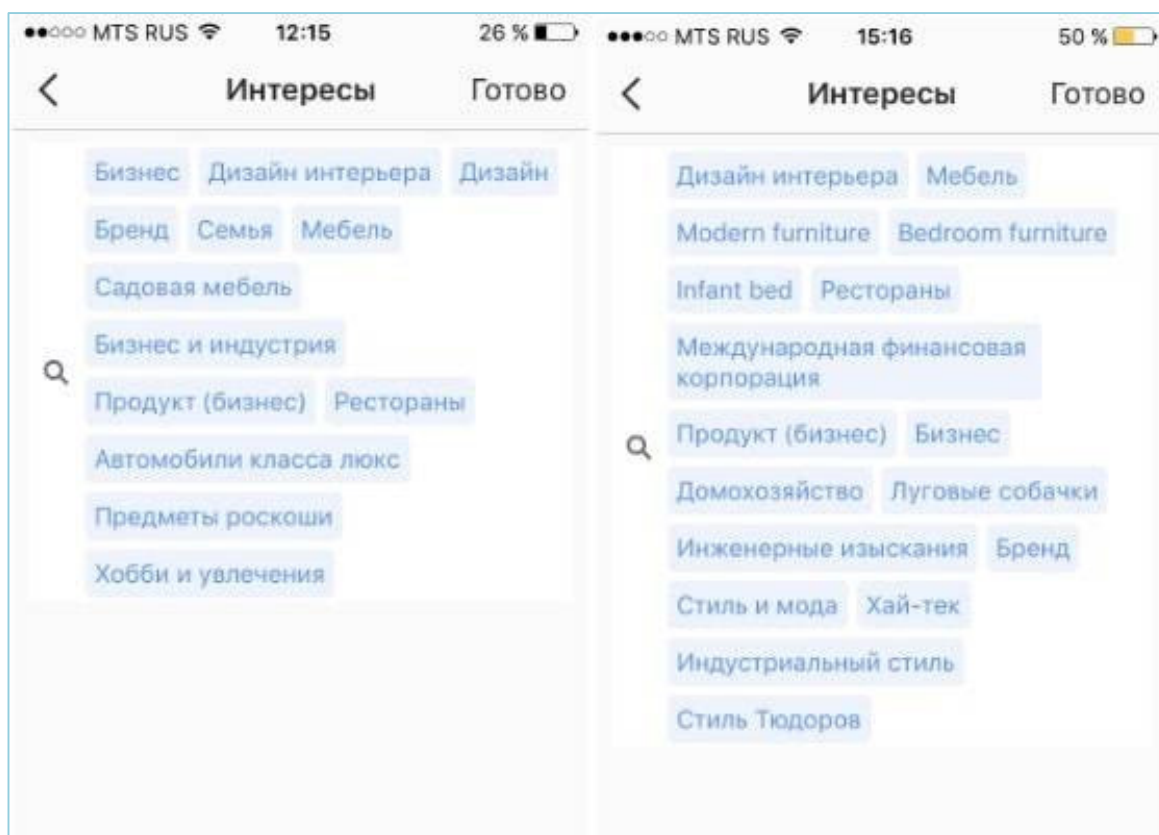 MTS RUS 12:15 26 %
Интересы Готово
Бизнес Дизайн интерьера Дизайн
Бренд Семья Мебель
Садовая мебель
Бизнес и индустрия
Продукт (бизнес) Рестораны
Автомобили класса люкс
Предметы роскоши
Хобби и увлечения
MTS RUS 15:16 50 %
Интересы Готово
Дизайн интерьера Мебель
Modern furniture Bedroom furniture
Infant bed Рестораны
Международная финансовая
корпорация
Продукт (бизнес) Бизнес
Домохозяйство Луговые собачки
Инженерные изыскания Бренд
Стиль и мода Хай-тек
Индустриальный стиль
Стиль Тюдоров